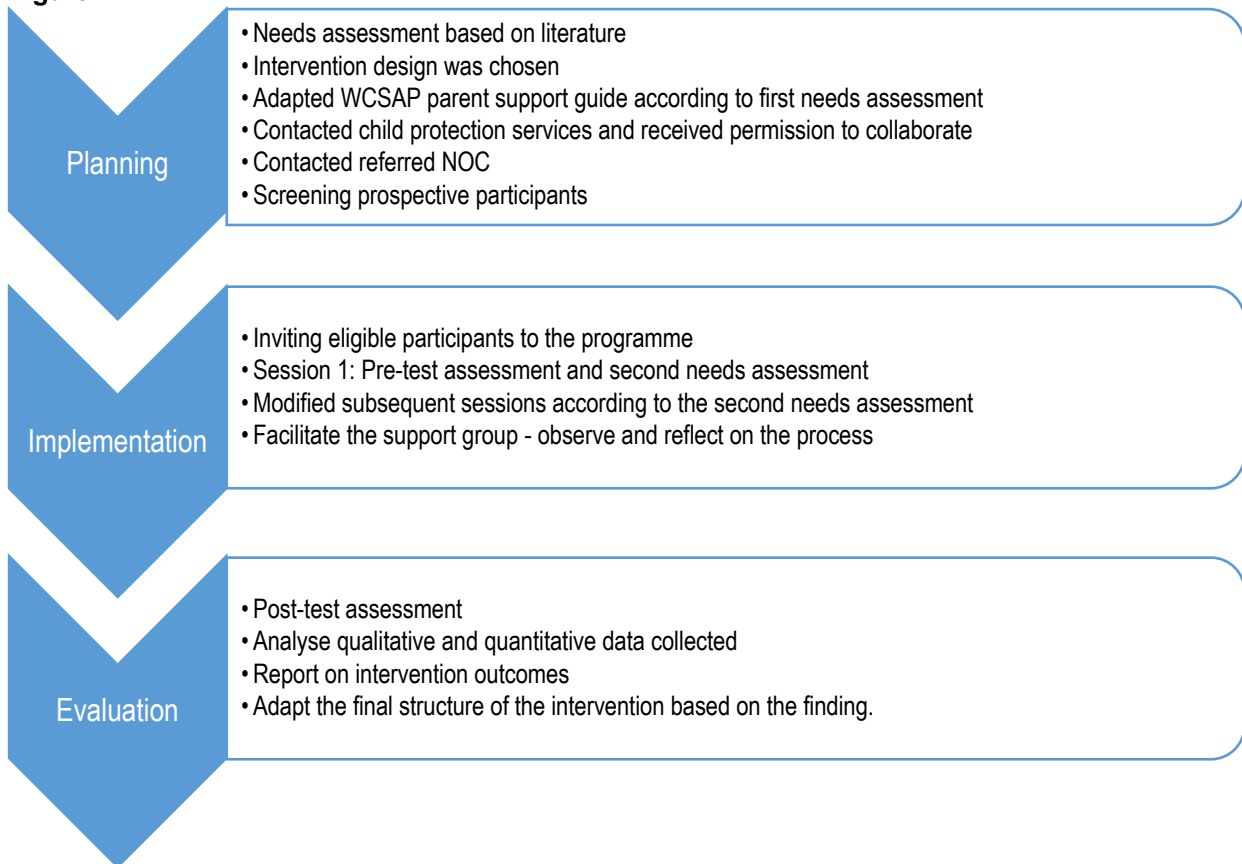 Planning
• Needs assessment based on literature
• Intervention design was chosen
• Adapted WCSAP parent support guide according to first needs assessment
• Contacted child protection services and received permission to collaborate
• Contacted referred NOC
• Screening prospective participants
Implementation
• Inviting eligible participants to the programme
• Session 1: Pre-test assessment and second needs assessment
• Modified subsequent sessions according to the second needs assessment
• Facilitate the support group - observe and reflect on the process
Evaluation
• Post-test assessment
• Analyse qualitative and quantitative data collected
• Report on intervention outcomes
• Adapt the final structure of the intervention based on the finding.